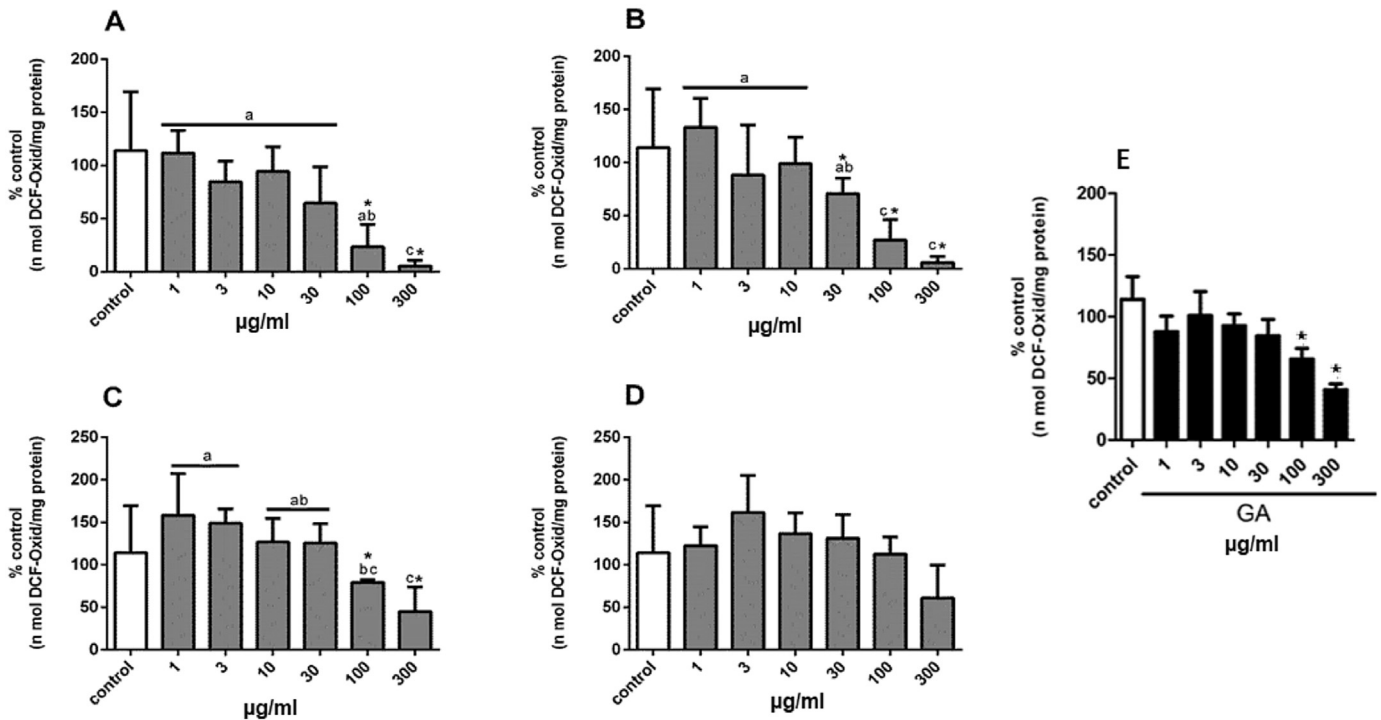 A
% control
(n mol DCF-Oxid/mg protein)
200
150
100
50
0
a
*
ab
c*
control
1
3
10
30
100
300
µg/ml
B
% control
(n mol DCF-Oxid/mg protein)
200
150
100
50
0
a
*
ab
c*
c*
control
1
3
10
30
100
300
µg/ml
C
% control
(n mol DCF-Oxid/mg protein)
250
200
150
100
50
0
a
ab
*
bc
c*
control
1
3
10
30
100
300
µg/ml
D
% control
(n mol DCF-Oxid/mg protein)
250
200
150
100
50
0
control
1
3
10
30
100
300
µg/ml
E
% control
(n mol DCF-Oxid/mg protein)
200
150
100
50
0
*
*
control
1
3
10
30
100
300
GA
µg/ml